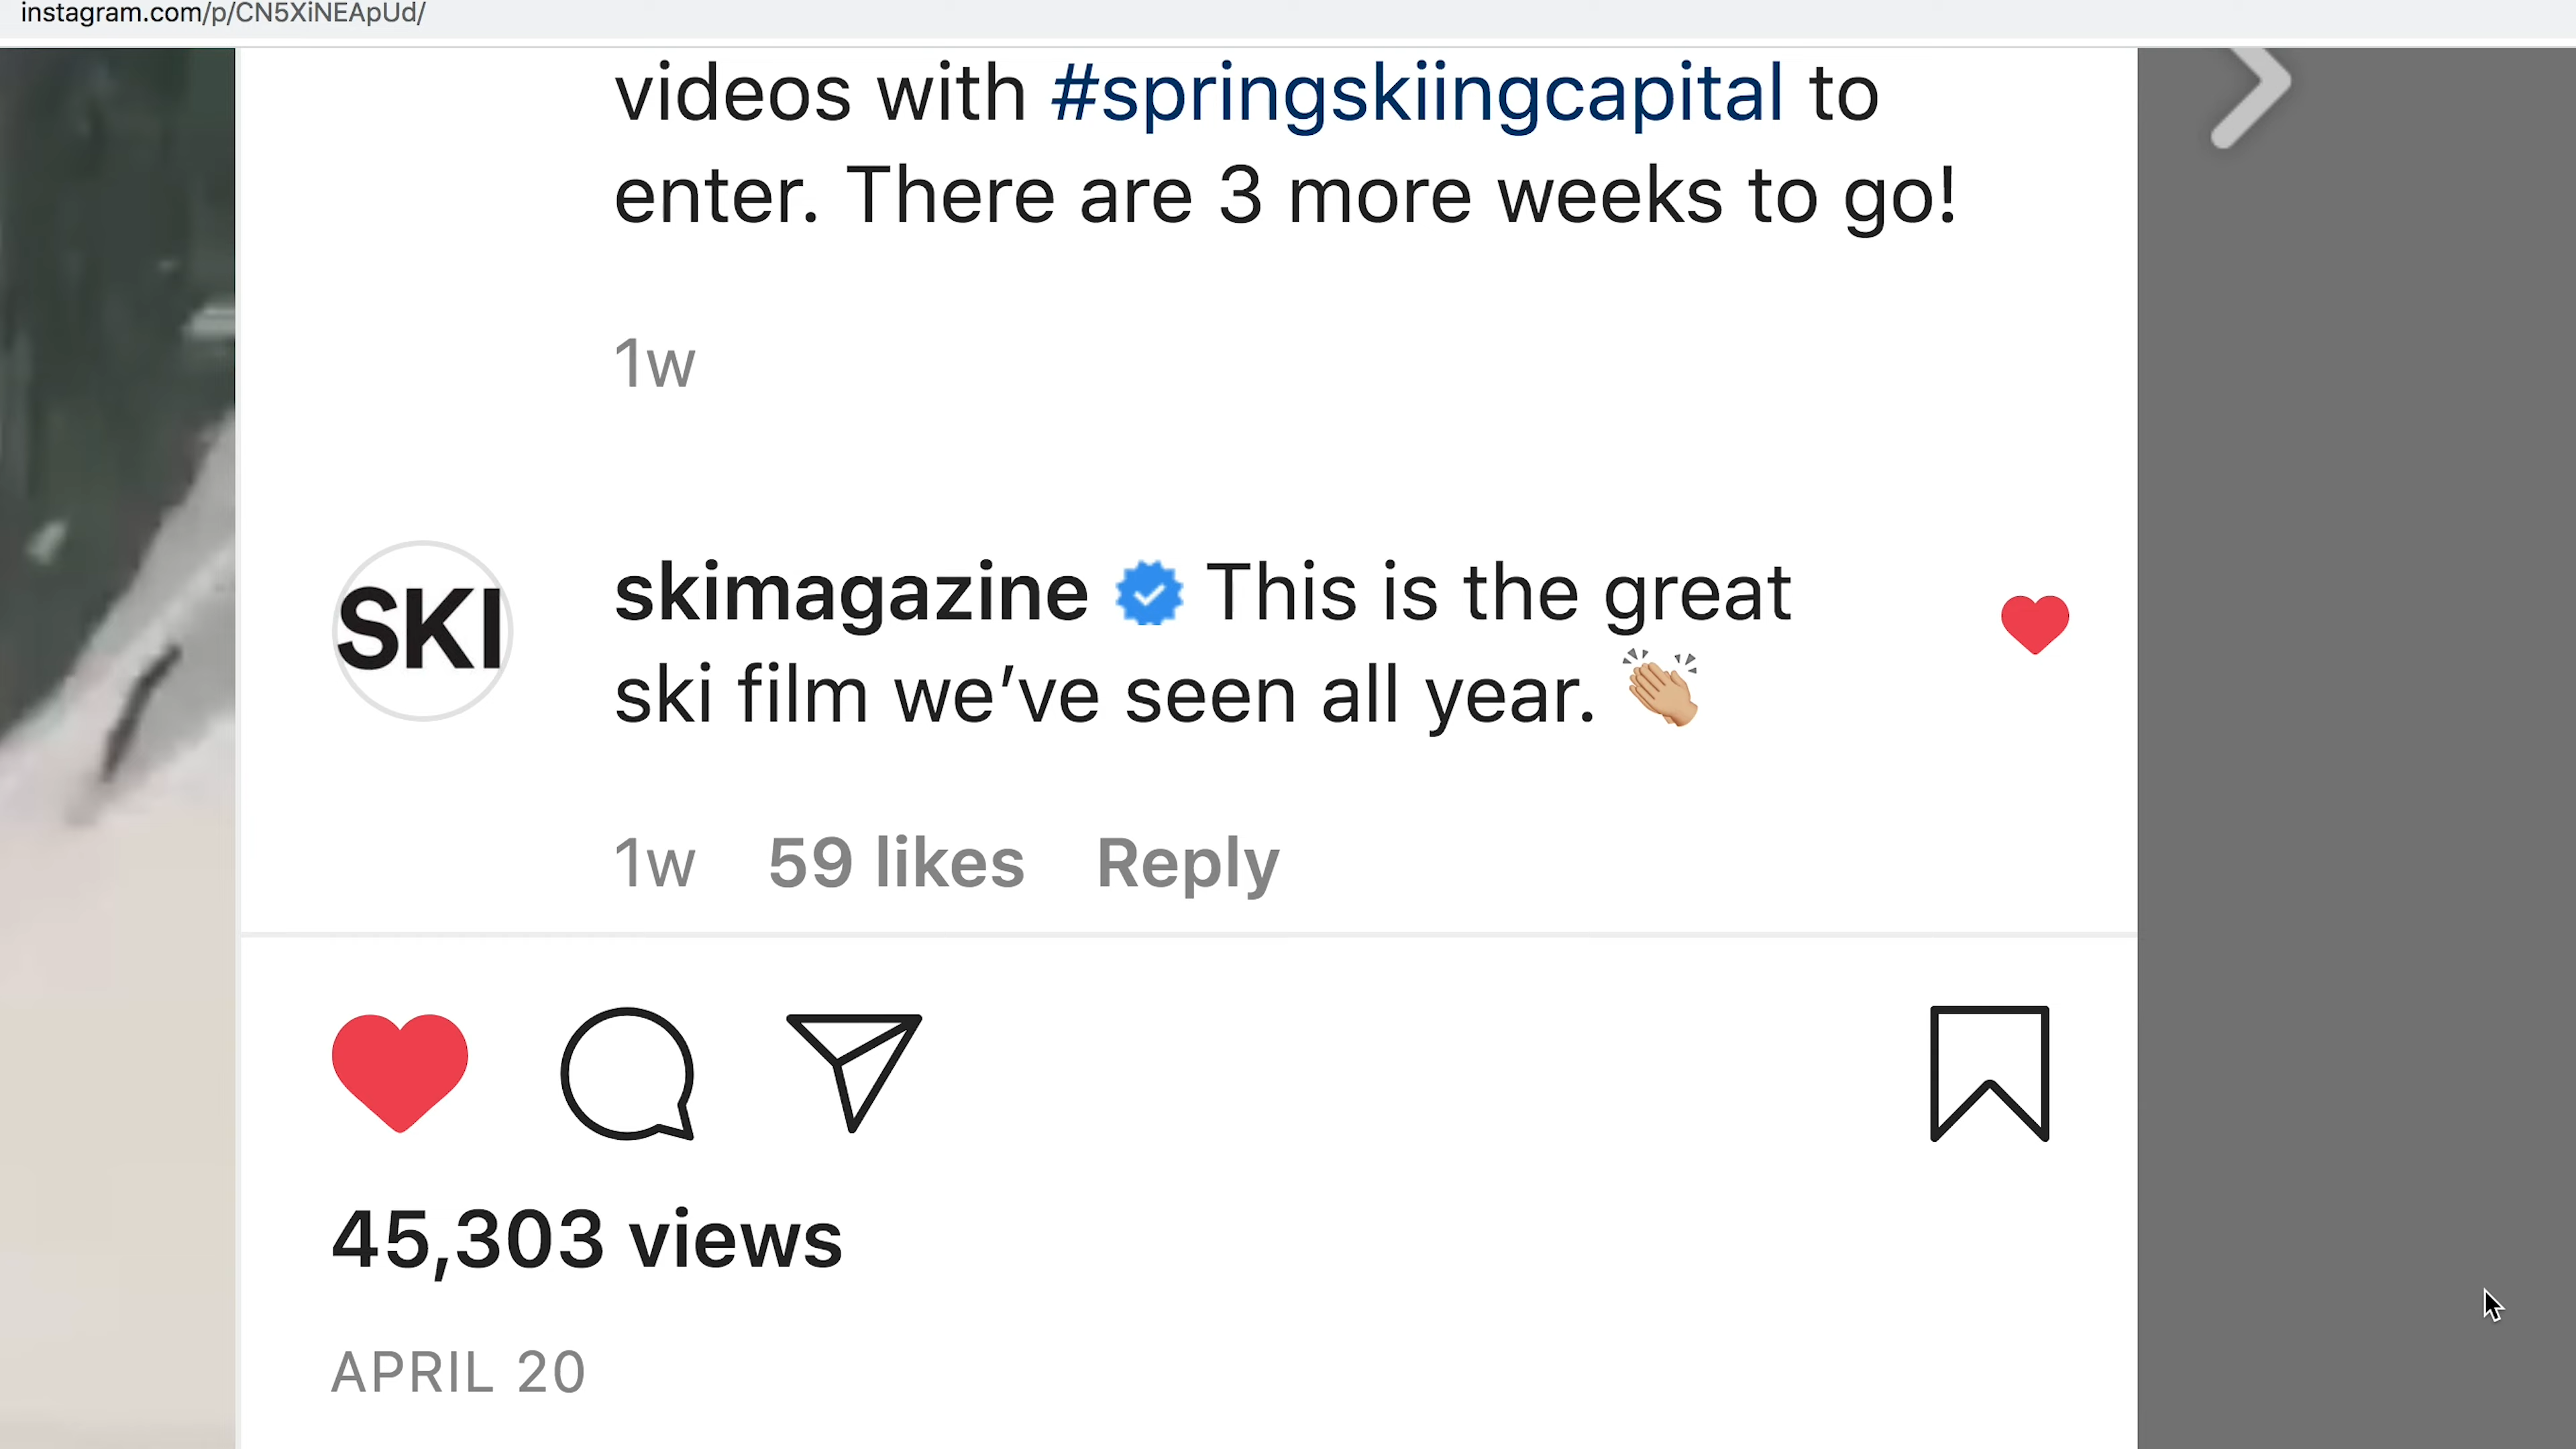 instagram.com/p/CN5XiNEApUd/
videos with #springskiingcapital to
enter. There are 3 more weeks to go!
1w
SKI
skimagazine This is the great
ski film we’ve seen all year. 👏🏼
1w 59 likes Reply
45,303 views
APRIL 20